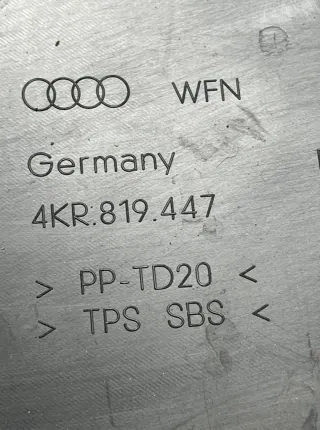 WFN
Germany
4KR.819.447
> PP-TD20 <
> TPS SBS <